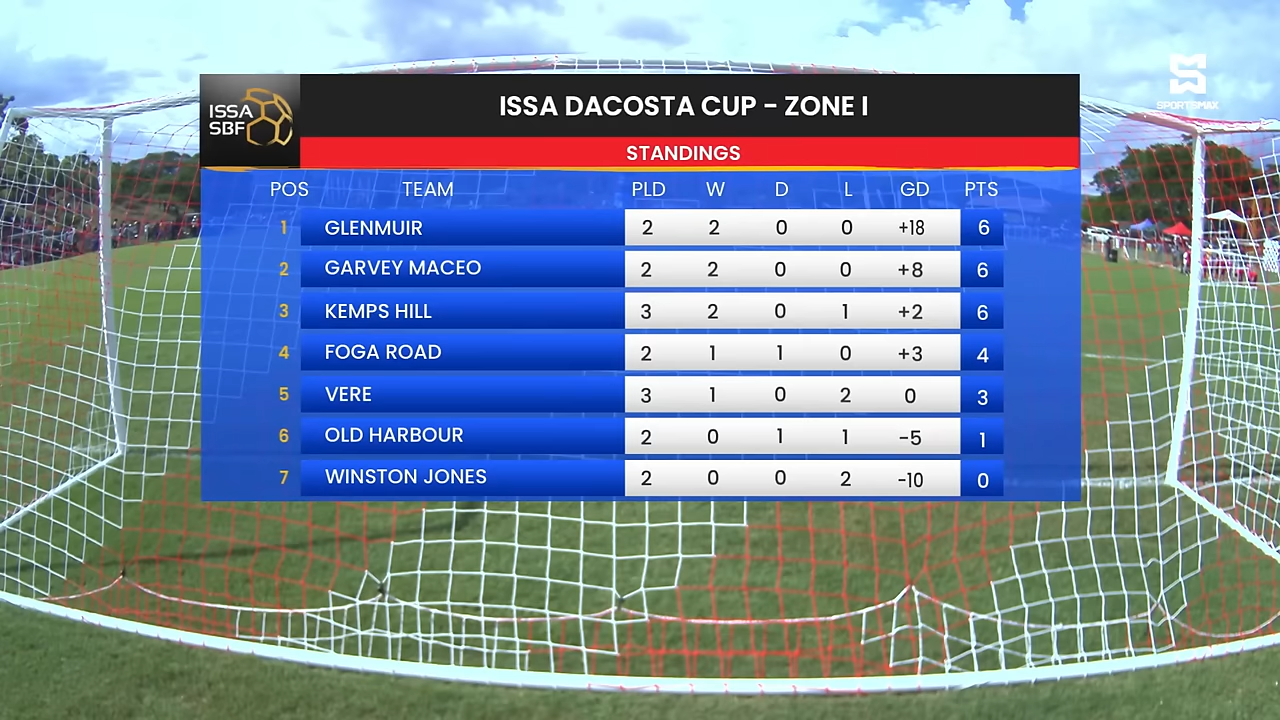 ISSA DACOSTA CUP - ZONE I
ISSA
SBF
SPORTSMAX
STANDINGS
POS TEAM PLD W D L GD PTS
1 GLENMUIR 2 2 0 0 +18 6
2 GARVEY MACEO 2 2 0 0 +8 6
3 KEMPS HILL 3 2 0 1 +2 6
4 FOGA ROAD 2 1 1 0 +3 4
5 VERE 3 1 0 2 0 3
6 OLD HARBOUR 2 0 1 1 -5 1
7 WINSTON JONES 2 0 0 2 -10 0